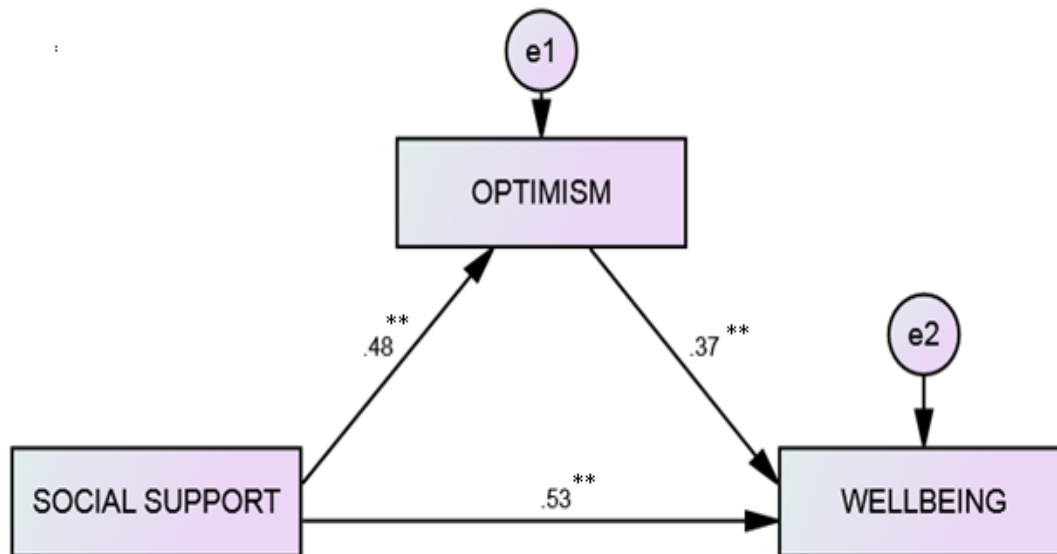 :
e1
OPTIMISM
.48**
.37**
e2
SOCIAL SUPPORT
.53**
WELLBEING